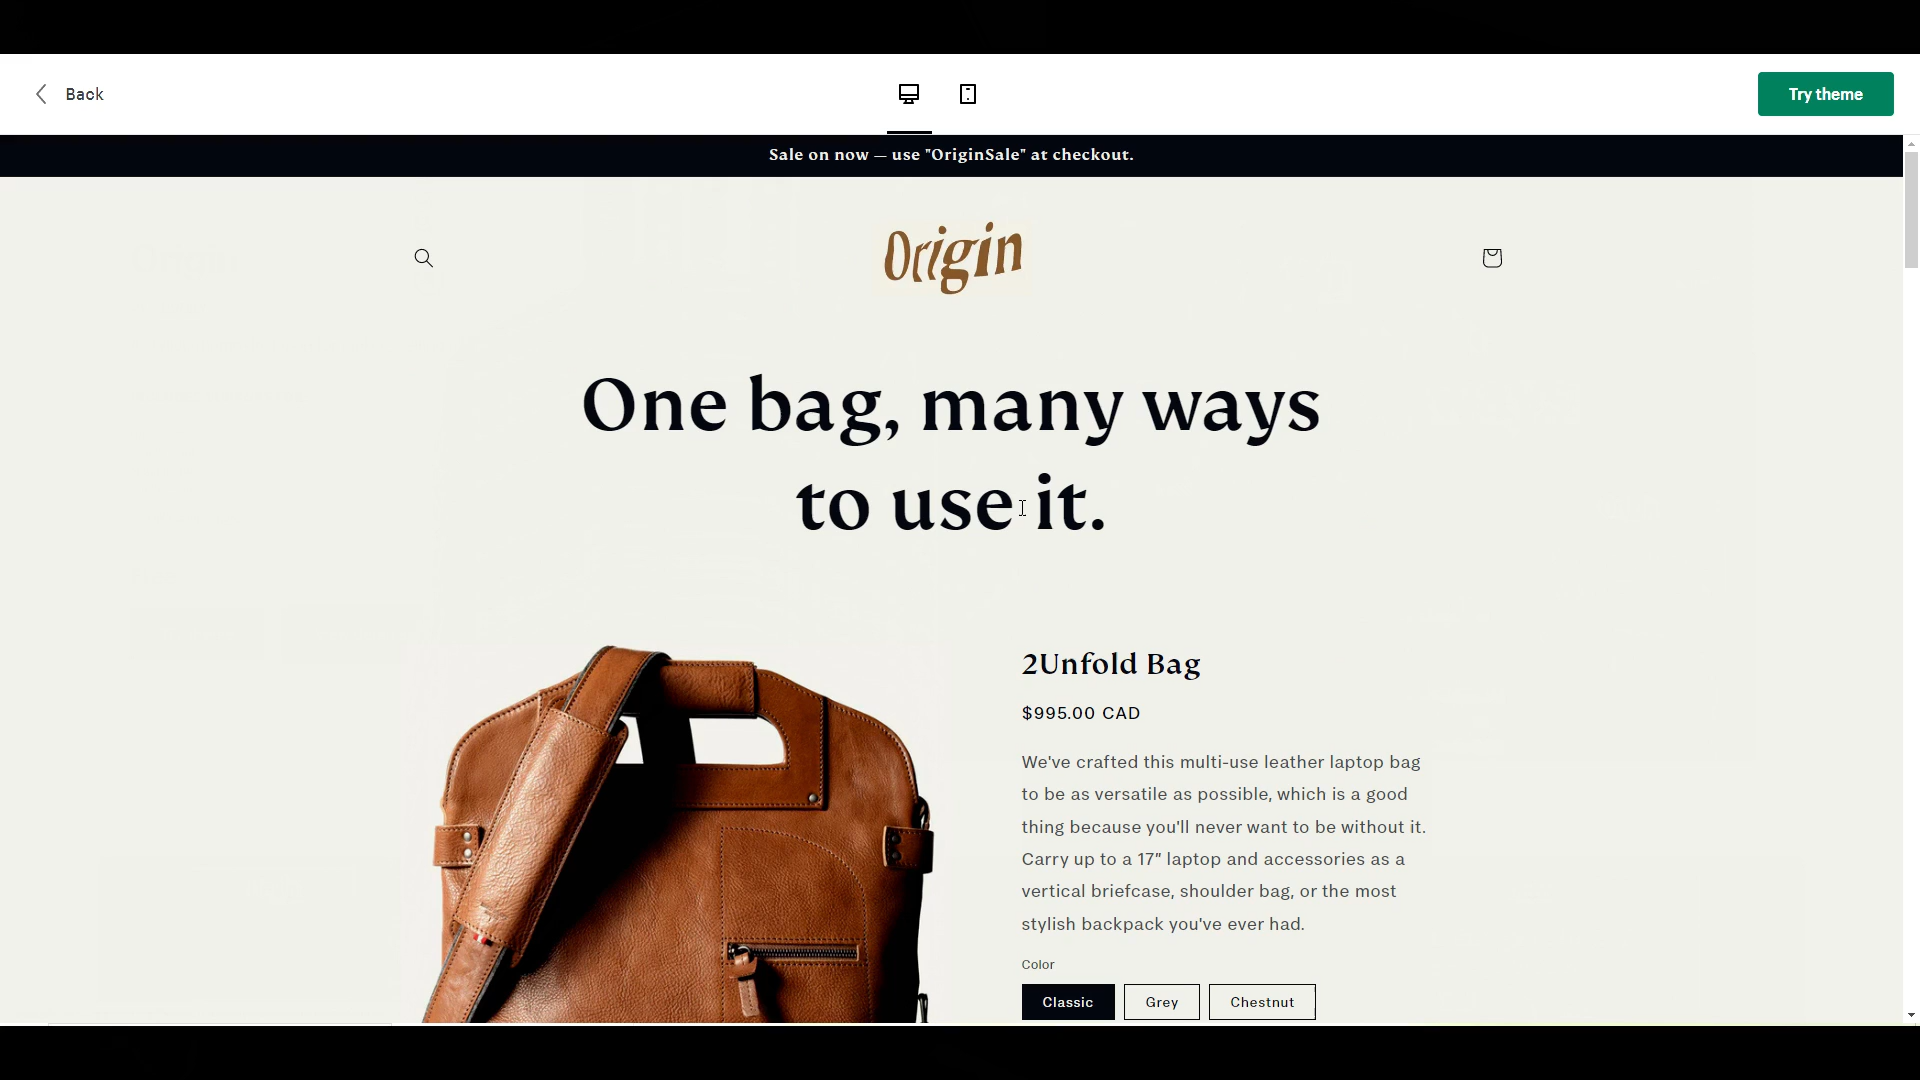 Back
Try theme
Sale on now — use "OriginSale" at checkout.
Origin
One bag, many ways
to use it.
2Unfold Bag
$995.00 CAD
We've crafted this multi-use leather laptop bag
to be as versatile as possible, which is a good
thing because you'll never want to be without it.
Carry up to a 17" laptop and accessories as a
vertical briefcase, shoulder bag, or the most
stylish backpack you've ever had.
Color
Classic
Grey
Chestnut